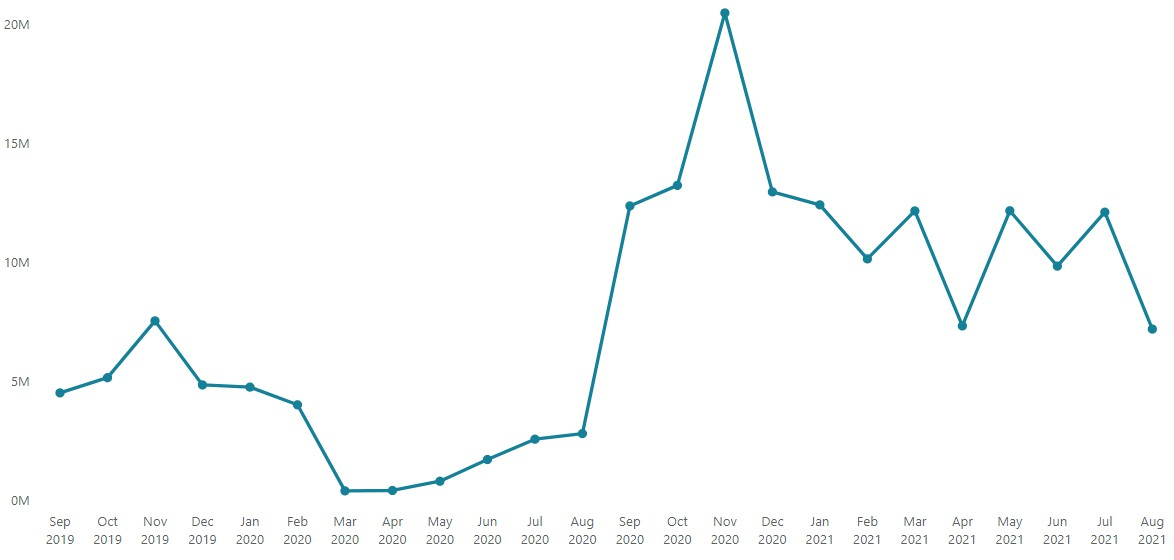 20M
15M
10M
5M
0M
Sep Oct Nov Dec Jan Feb Mar Apr May Jun Jul Aug Sep Oct Nov Dec Jan Feb Mar Apr May Jun Jul Aug
2019 2019 2019 2019 2020 2020 2020 2020 2020 2020 2020 2020 2020 2020 2020 2020 2021 2021 2021 2021 2021 2021 2021 2021